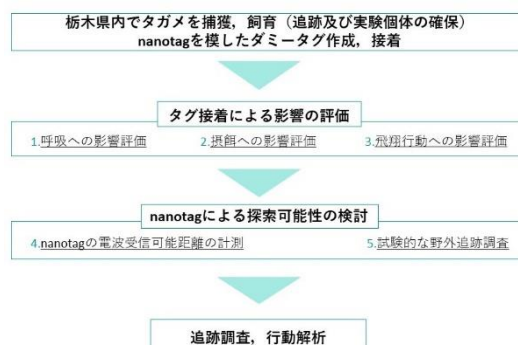 栃木県内でタガメを捕獲，飼育（追跡及び実験個体の確保）
nanotagを模したダミータグ作成，接着
タグ接着による影響の評価
1.呼吸への影響評価 2.摂餌への影響評価 3.飛翔行動への影響評価
nanotagによる探索可能性の検討
4.nanotagの電波受信可能距離の計測 5.試験的な野外追跡調査
追跡調査，行動解析